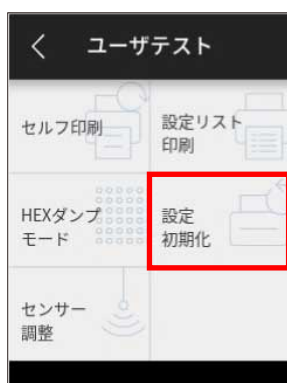 ユーザテスト
セルフ印刷
設定リスト
印刷
HEXダンプ
モード
設定
初期化
センサー
調整